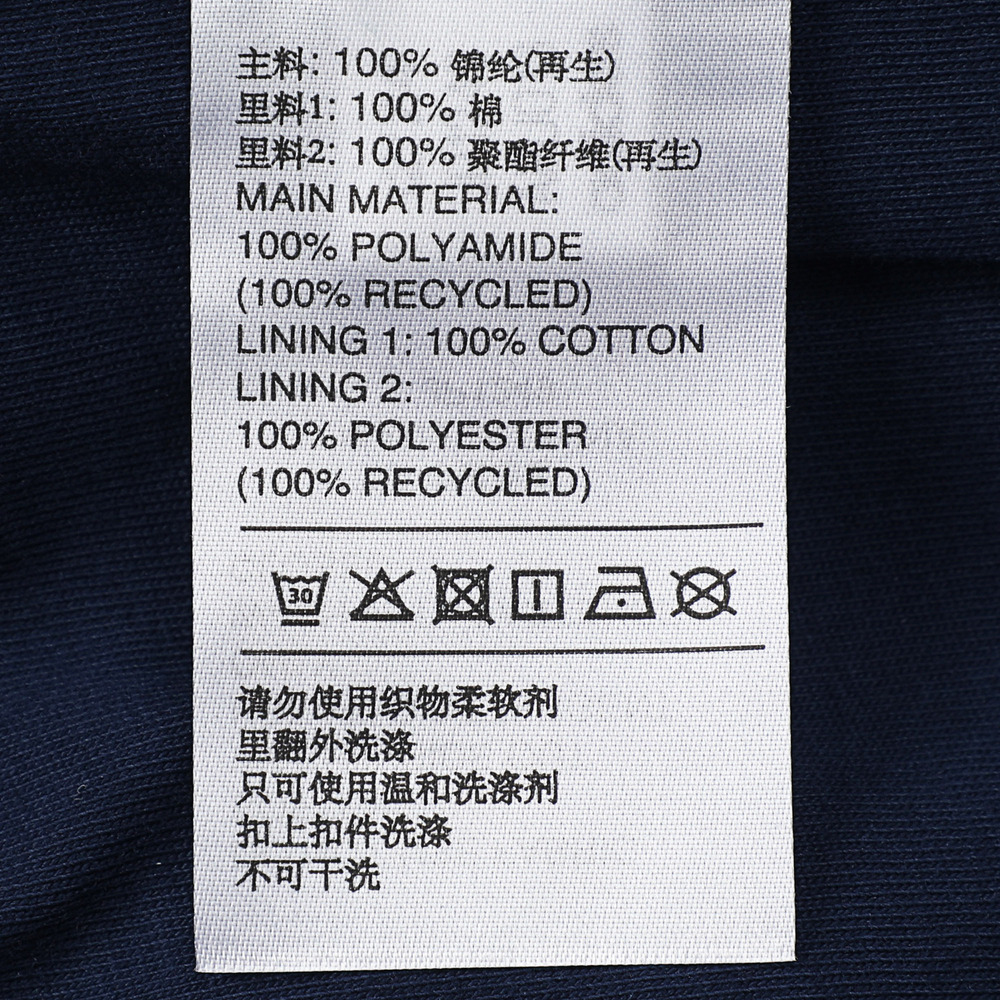 主料: 100% 锦纶(再生)
里料1: 100% 棉
里料2: 100% 聚酯纤维(再生)
MAIN MATERIAL:
100% POLYAMIDE
(100% RECYCLED)
LINING 1: 100% COTTON
LINING 2:
100% POLYESTER
(100% RECYCLED)
30
请勿使用织物柔软剂
里翻外洗涤
只可使用温和洗涤剂
扣上扣件洗涤
不可干洗